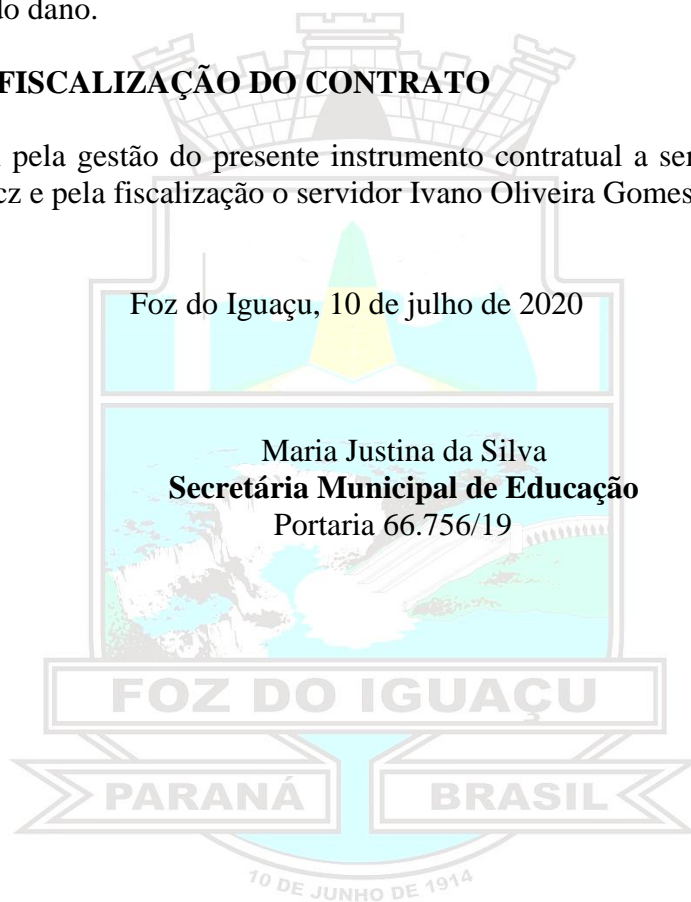 do dano.
FISCALIZAÇÃO DO CONTRATO
pela gestão do presente instrumento contratual a
cz e pela fiscalização o servidor Ivano Oliveira Gomes
Foz do Iguaçu, 10 de julho de 2020
Maria Justina da Silva
Secretária Municipal de Educação
Portaria 66.756/19
FOZ DO IGUAÇU
PARANÁ BRASIL
10 DE JUNHO DE 1914